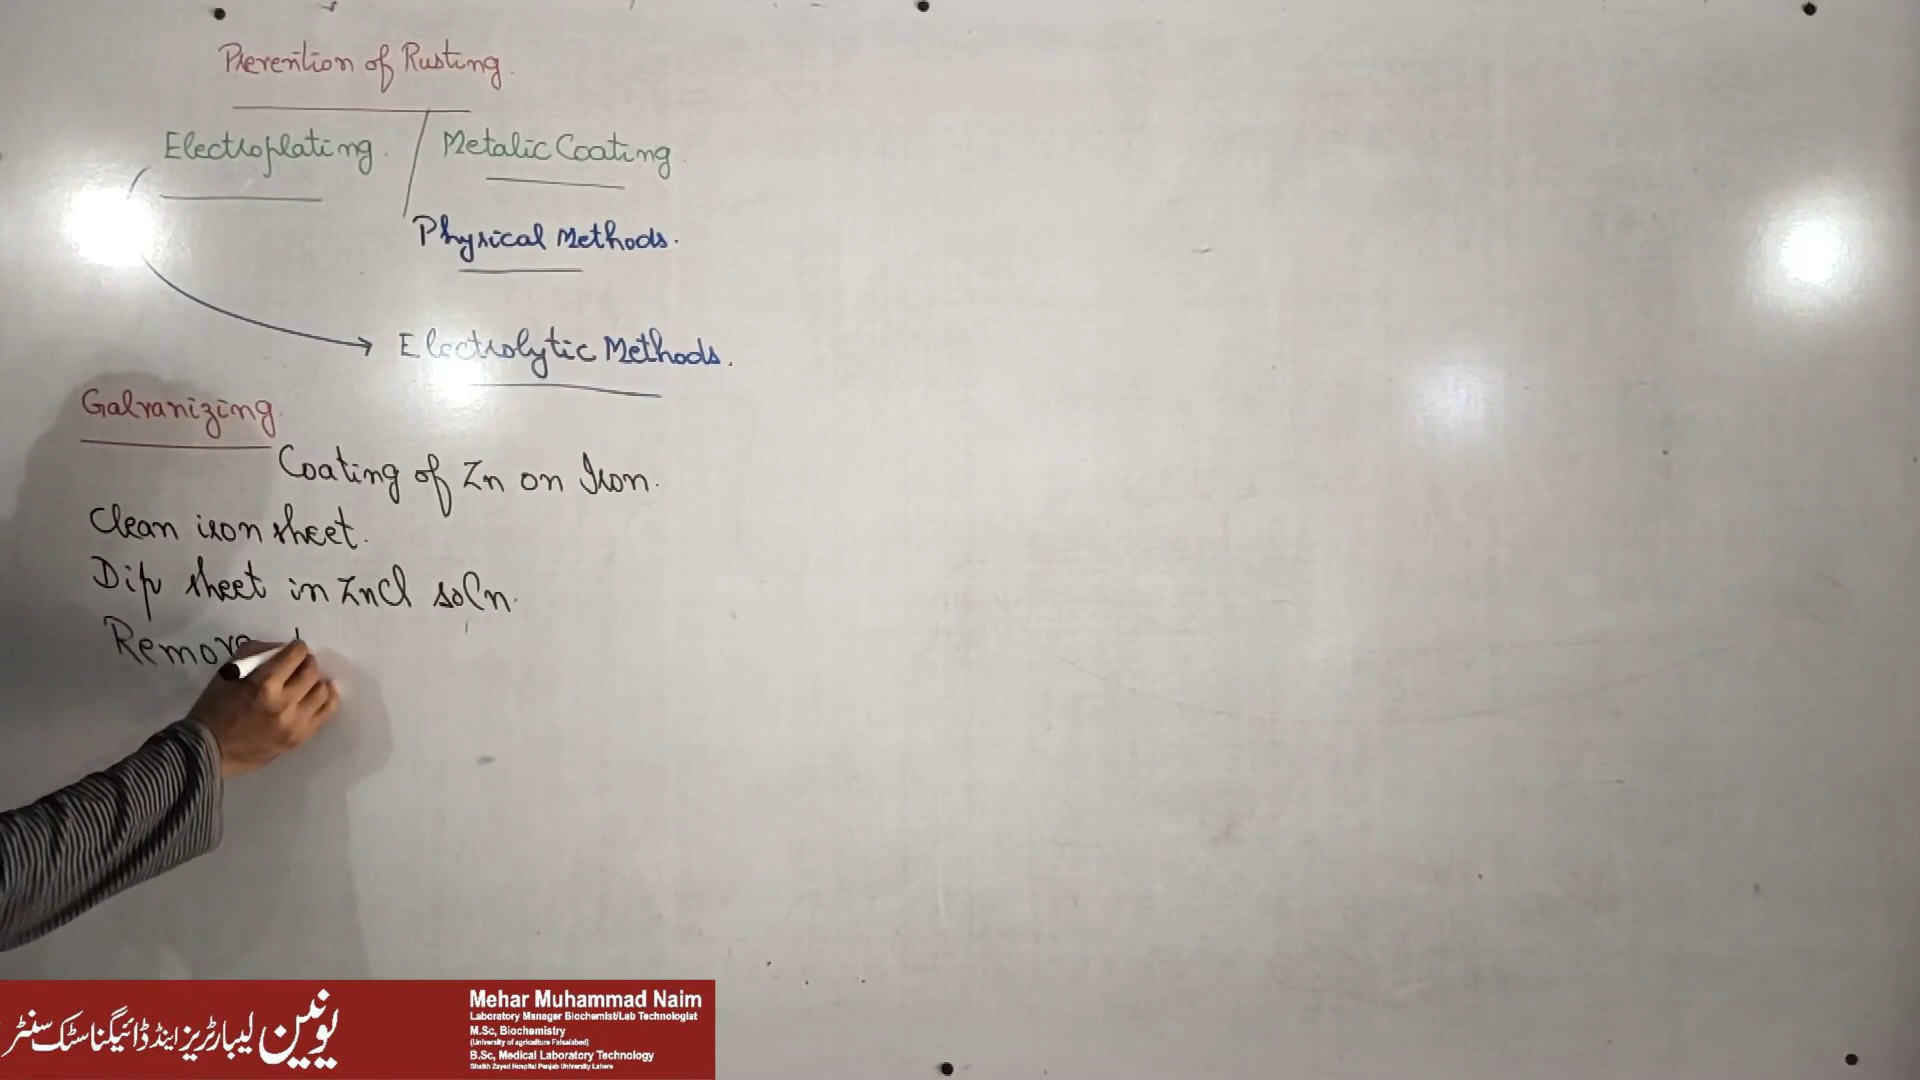 Prevention of Rusting.
Electroplating. Metalic Coating.
Physical Methods.
Electrolytic Methods.
Galvanizing.
Coating of Zn on Iron.
Clean iron sheet.
Dip sheet in ZnCl soln.
Remove
یونین لیبارٹریز اینڈ ڈائیگناسٹک سنٹر
Mehar Muhammad Naim
Laboratory Manager Biochemist/Lab Technologist
M.Sc, Biochemistry
(University of agriculture Faisalabad)
B.Sc, Medical Laboratory Technology
Shaikh Zayed Hospital Punjab University Lahore